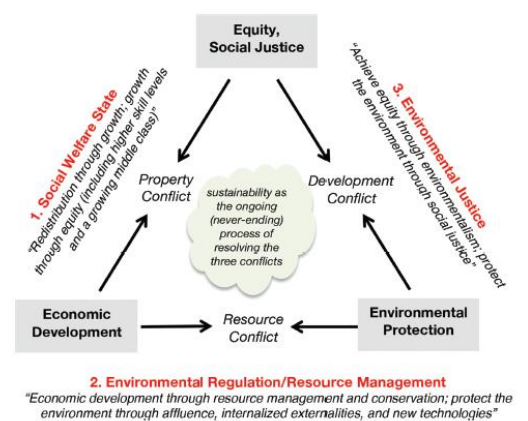 Equity,
Social Justice
1. Social Welfare State
"Redistribution through growth; growth
through equity (including higher skill levels
and a growing middle class)"
3. Environmental Justice
"Achieve equity through environmentalism; protect
the environment through social justice"
Property
Conflict
sustainability as
the ongoing
(never-ending)
process of
resolving the
three conflicts
Development
Conflict
Economic
Development
Resource
Conflict
Environmental
Protection
2. Environmental Regulation/Resource Management
"Economic development through resource management and conservation; protect the
environment through affluence, internalized externalities, and new technologies"